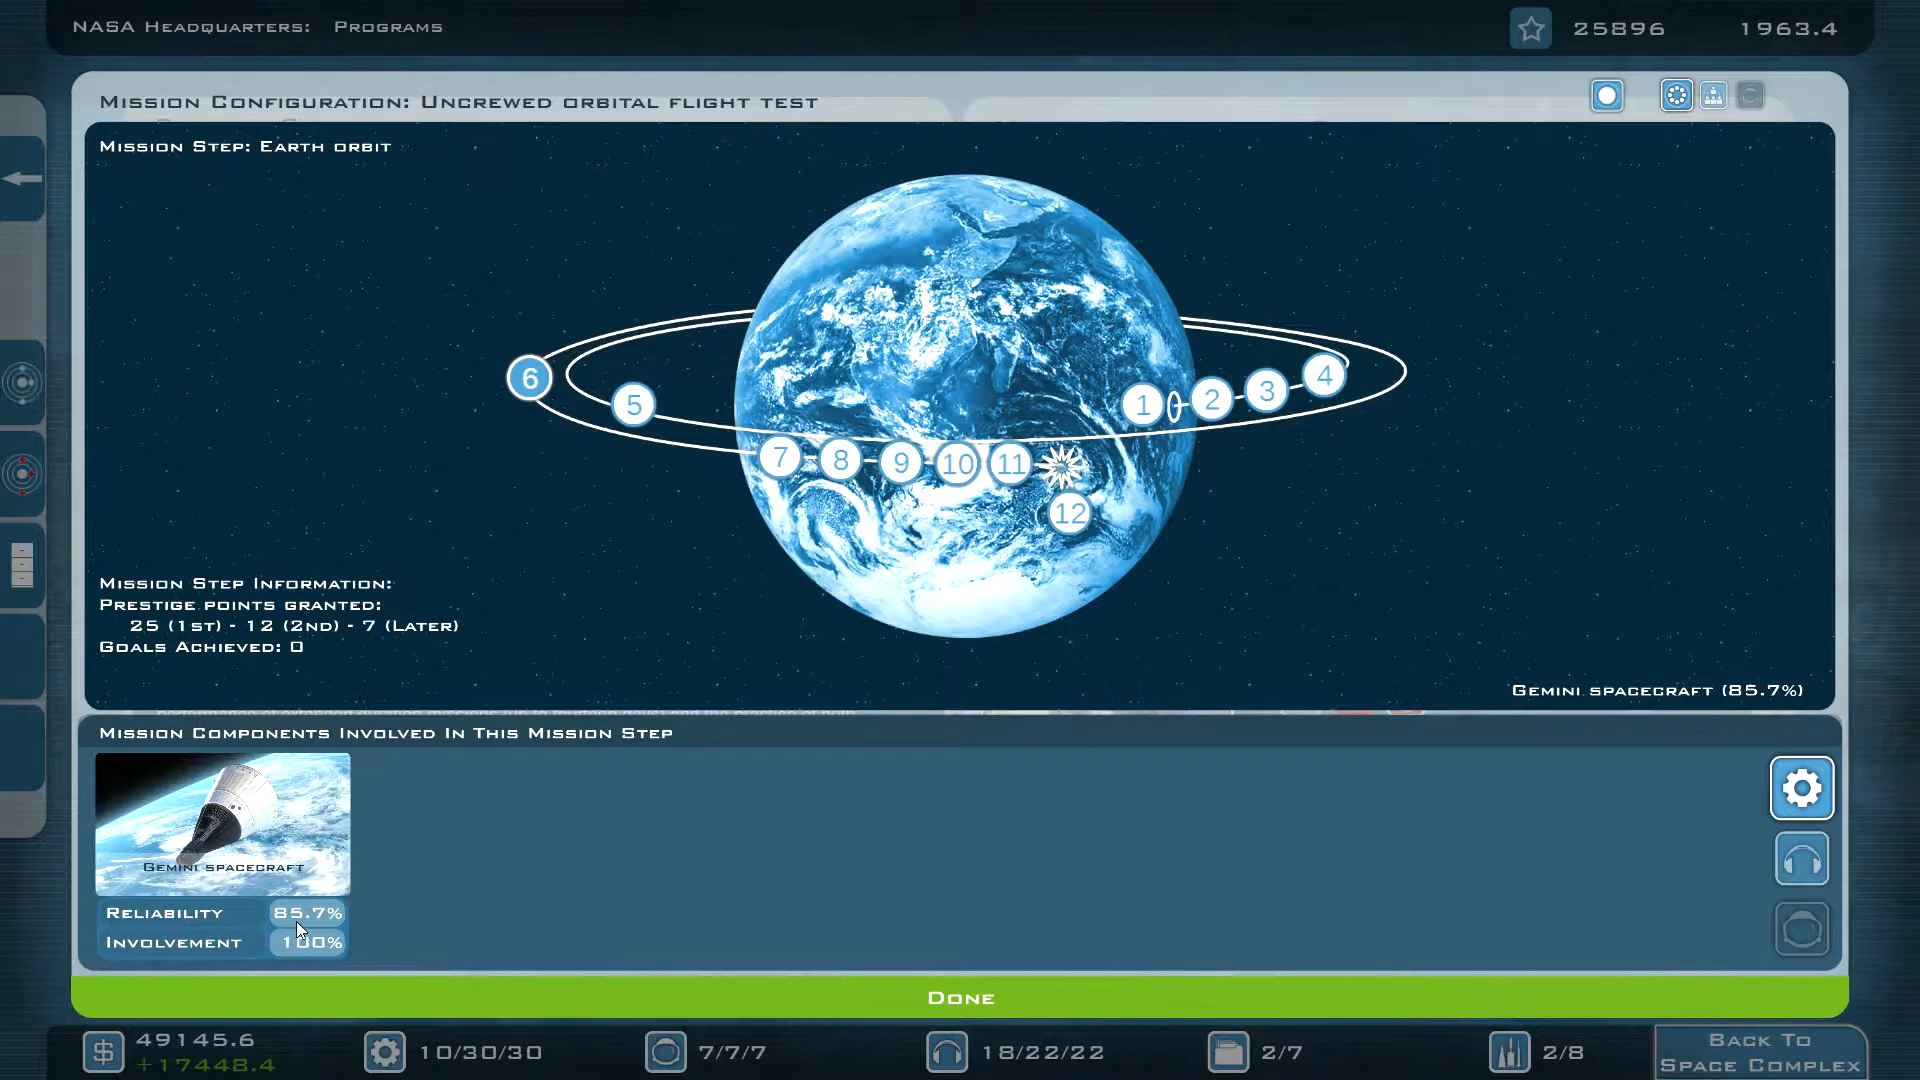 NASA Headquarters: Programs
25896
1963.4
Mission Configuration: Uncrewed orbital flight test
Mission Step: Earth orbit
6
5
1
2
3
4
7
8
9
10
11
12
Mission Step Information:
Prestige points granted:
25 (1st) - 12 (2nd) - 7 (Later)
Goals Achieved: 0
Gemini spacecraft (85.7%)
Mission Components Involved In This Mission Step
Gemini spacecraft
Reliability 85.7%
Involvement 100%
Done
49145.6
+17448.4
10/30/30
7/7/7
18/22/22
2/7
2/8
Back To
Space Complex